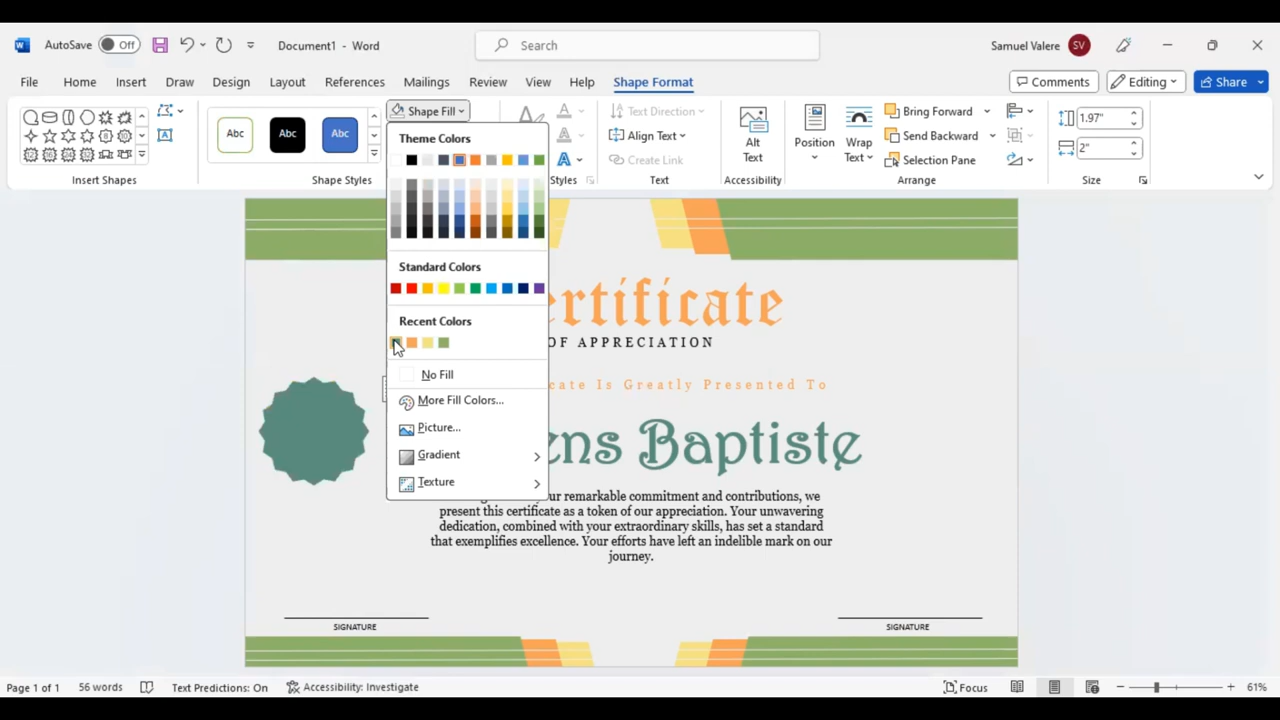 AutoSave Off Document1 - Word Search Samuel Valere SV
File Home Insert Draw Design Layout References Mailings Review View Help Shape Format Comments Editing Share
Shape Fill Text Direction Bring Forward 1.97"
Abc Abc Abc Align Text Alt Text Position Wrap Text Send Backward 2"
Create Link Selection Pane
Insert Shapes Shape Styles Styles Text Accessibility Arrange Size
Theme Colors
Standard Colors
Recent Colors
No Fill
More Fill Colors...
Picture...
Gradient
Texture
rtificate
OF APPRECIATION
cate Is Greatly Presented To
ens Baptiste
ur remarkable commitment and contributions, we
present this certificate as a token of our appreciation. Your unwavering
dedication, combined with your extraordinary skills, has set a standard
that exemplifies excellence. Your efforts have left an indelible mark on our
journey.
SIGNATURE SIGNATURE
Page 1 of 1 56 words Text Predictions: On Accessibility: Investigate Focus 61%